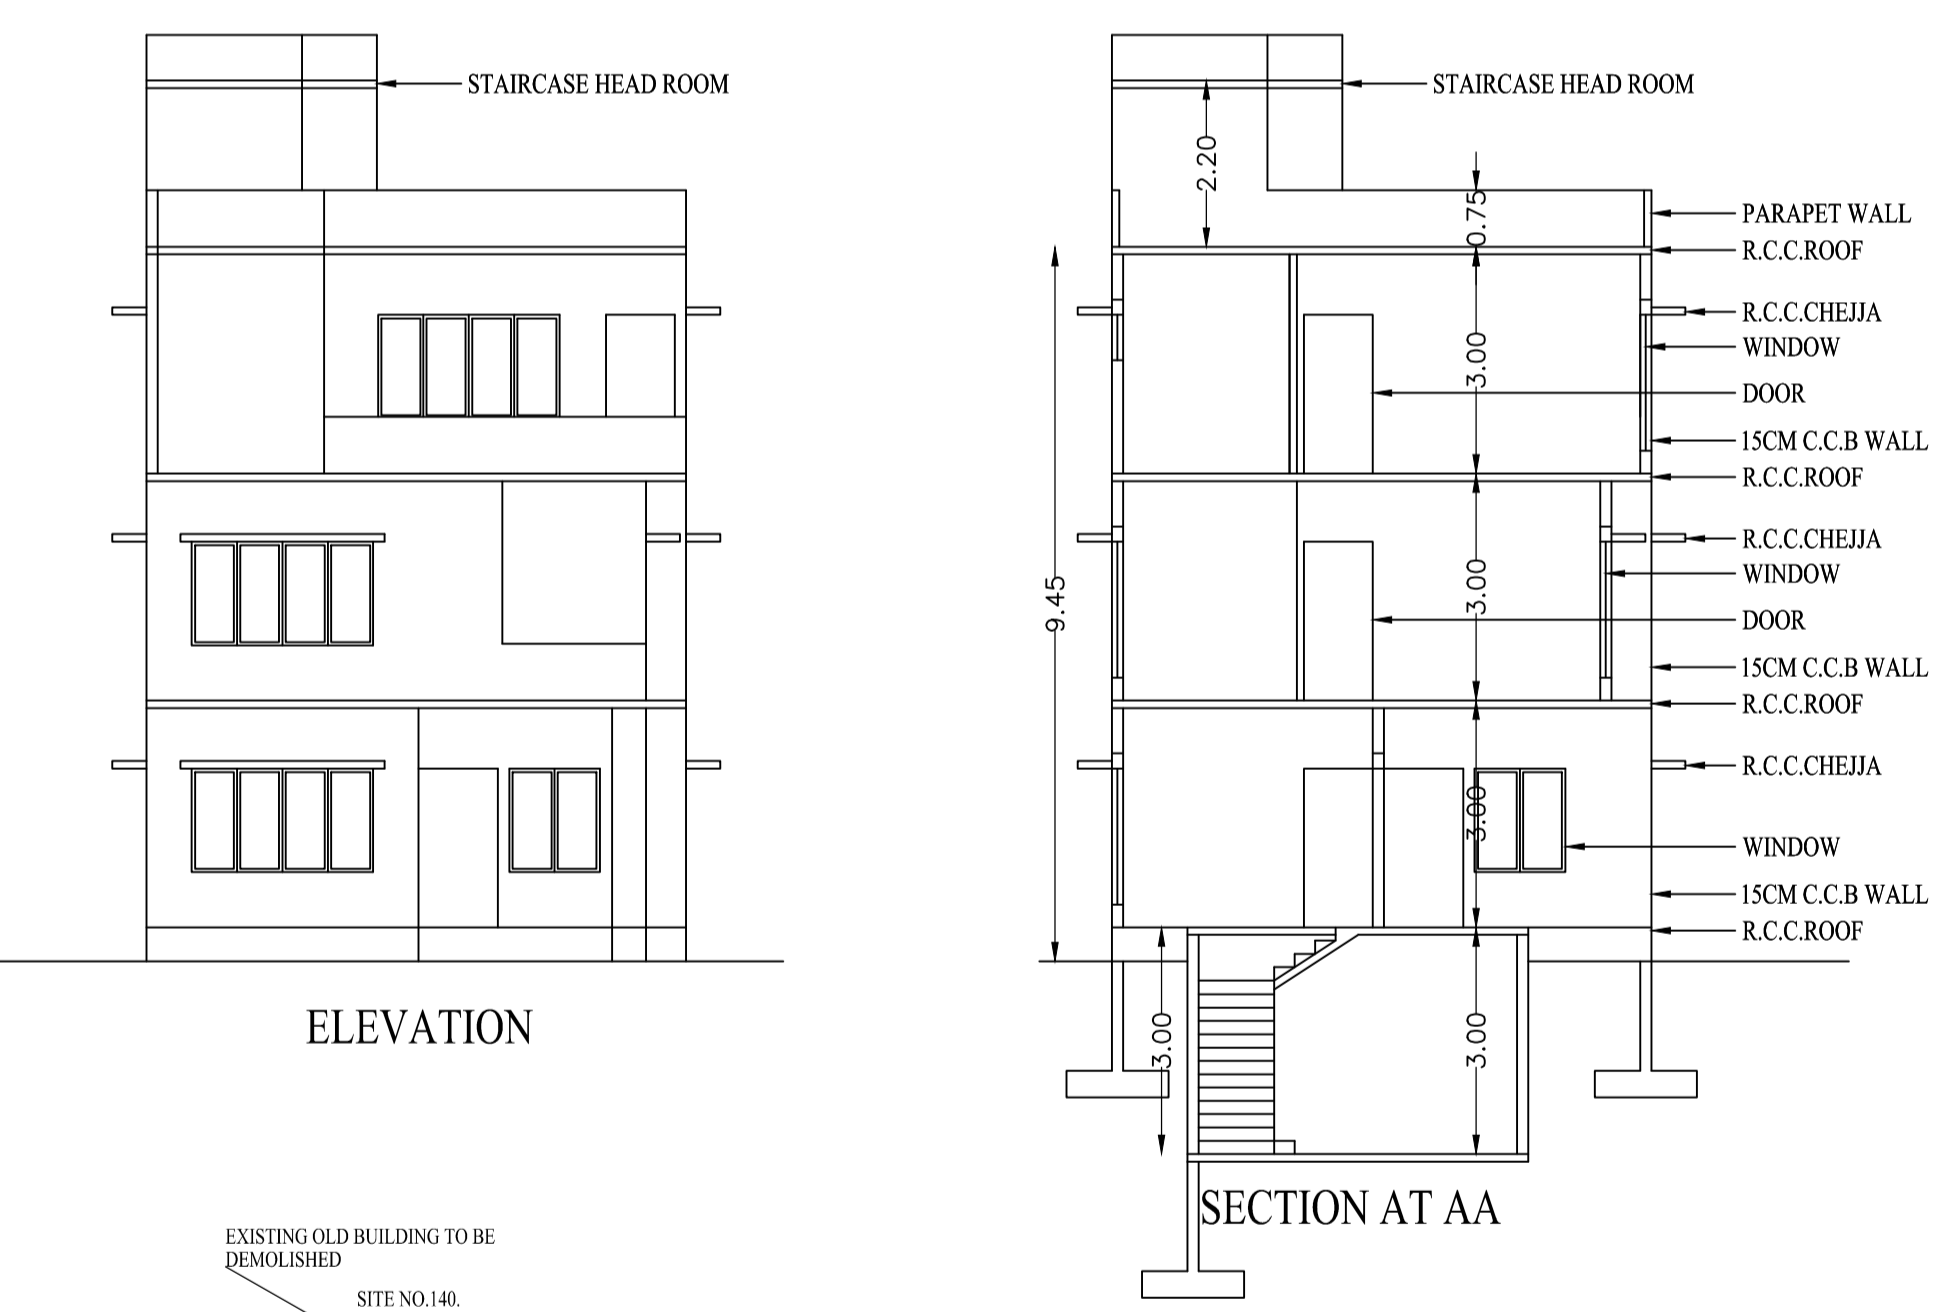 STAIRCASE HEAD ROOM
ELEVATION
STAIRCASE HEAD ROOM
2.20
0.75
PARAPET WALL
R.C.C.ROOF
R.C.C.CHEJJA
WINDOW
3.00
DOOR
15CM C.C.B WALL
R.C.C.ROOF
R.C.C.CHEJJA
WINDOW
3.00
9.45
DOOR
15CM C.C.B WALL
R.C.C.ROOF
R.C.C.CHEJJA
3.00
WINDOW
15CM C.C.B WALL
R.C.C.ROOF
3.00
3.00
SECTION AT AA
EXISTING OLD BUILDING TO BE
DEMOLISHED
SITE NO.140.